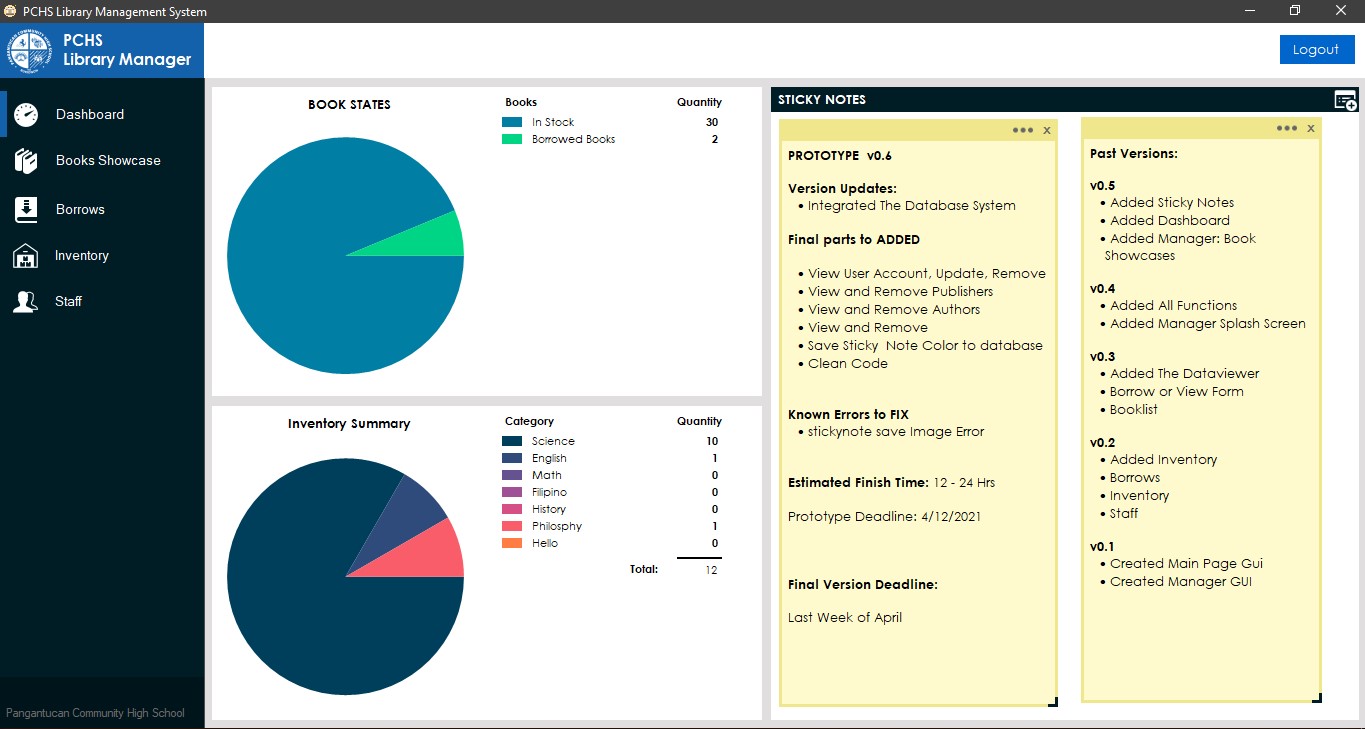 PCHS Library Management System
PCHS
Library Manager
Logout
Dashboard
Books Showcase
Borrows
Inventory
Staff
Pangantucan Community High School
BOOK STATES
Books Quantity
In Stock 30
Borrowed Books 2
Inventory Summary
Category Quantity
Science 10
English 1
Math 0
Filipino 0
History 0
Philosphy 1
Hello 0
Total: 12
STICKY NOTES
••• x
PROTOTYPE v0.6
Version Updates:
• Integrated The Database System
Final parts to ADDED
• View User Account, Update, Remove
• View and Remove Publishers
• View and Remove Authors
• View and Remove
• Save Sticky Note Color to database
• Clean Code
Known Errors to FIX
• stickynote save Image Error
Estimated Finish Time: 12 - 24 Hrs
Prototype Deadline: 4/12/2021
Final Version Deadline:
Last Week of April
••• x
Past Versions:
v0.5
• Added Sticky Notes
• Added Dashboard
• Added Manager: Book
Showcases
v0.4
• Added All Functions
• Added Manager Splash Screen
v0.3
• Added The Dataviewer
• Borrow or View Form
• Booklist
v0.2
• Added Inventory
• Borrows
• Inventory
• Staff
v0.1
• Created Main Page Gui
• Created Manager GUI